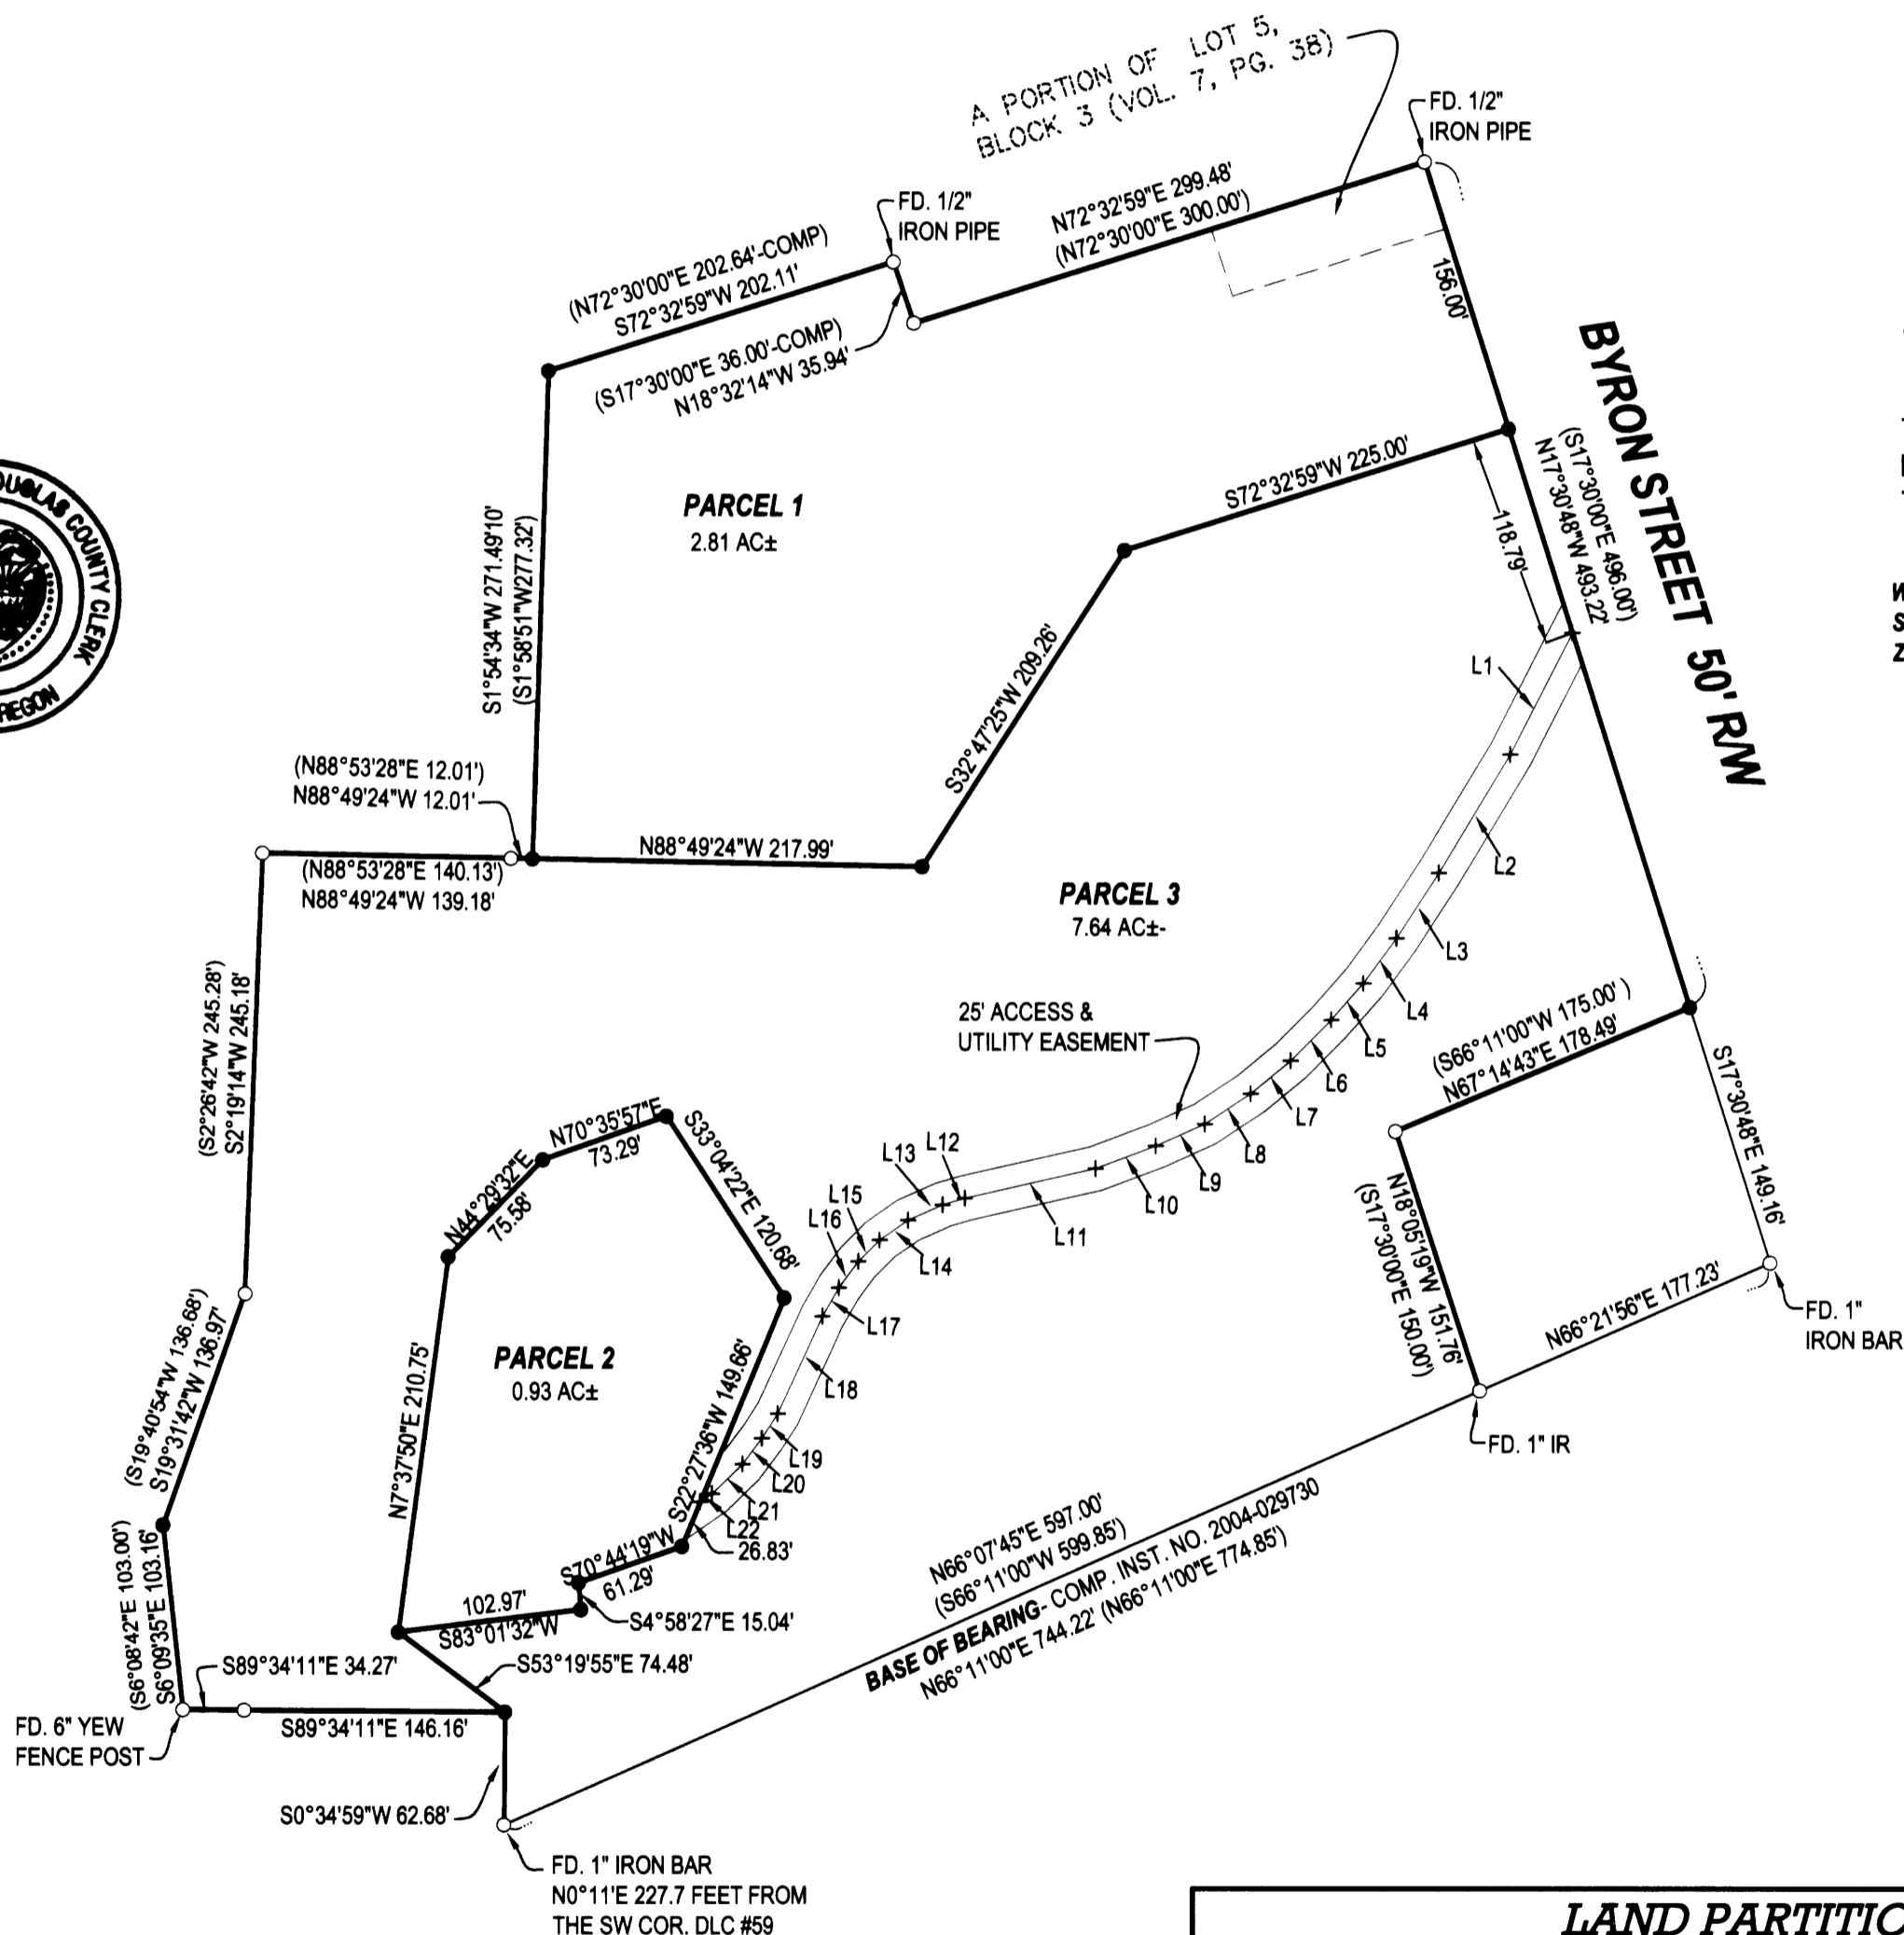 A PORTION OF LOT 5,
BLOCK 3 (VOL. 7, PG. 38)
FD. 1/2"
IRON PIPE
FD. 1/2"
IRON PIPE
N72°32'59"E 299.48'
(N72°30'00"E 300.00')
(N72°30'00"E 202.64'-COMP)
S72°32'59"W 202.11'
(S17°30'00"E 36.00'-COMP)
N18°32'14"W 35.94'
156.00'
BYRON STREET 50' R/W
(S17°30'00"E 496.00')
N17°30'48"W 493.22'
S72°32'59"W 225.00'
118.79'
DOUGLAS COUNTY CLERK
OREGON
PARCEL 1
2.81 AC±
S1°54'34"W 271.49'10'
(S1°58'51"W277.32')
S32°47'25"W 209.26'
L1
(N88°53'28"E 12.01')
N88°49'24"W 12.01'
N88°49'24"W 217.99'
(N88°53'28"E 140.13')
N88°49'24"W 139.18'
L2
PARCEL 3
7.64 AC±-
L3
(S2°26'42"W 245.28')
S2°19'14"W 245.18'
25' ACCESS &
UTILITY EASEMENT
L4
L5
L6
L7
L8
L9
L10
L11
L12
L13
L14
L15
L16
L17
L18
L19
L20
L21
L22
26.83'
(S66°11'00"W 175.00' )
N67°14'43"E 178.49'
S17°30'48"E 149.16'
N18°05'19"W 151.76'
(S17°30'00"E 150.00')
N66°21'56"E 177.23'
FD. 1"
IRON BAR
FD. 1" IR
N70°35'57"E
73.29'
N44°29'32"E
75.58'
S33°04'22"E 120.68'
PARCEL 2
0.93 AC±
N7°37'50"E 210.75'
S22°27'36"W 149.66'
(S19°40'54"W 136.68')
S19°31'42"W 136.97'
S70°44'19"W
61.29'
102.97'
S83°01'32"W
S4°58'27"E 15.04'
(S6°08'42"E 103.00')
S6°09'35"E 103.16'
S89°34'11"E 34.27'
S53°19'55"E 74.48'
FD. 6" YEW
FENCE POST
S89°34'11"E 146.16'
S0°34'59"W 62.68'
N66°07'45"E 597.00'
(S66°11'00"W 599.85')
BASE OF BEARING- COMP. INST. NO. 2004-029730
N66°11'00"E 744.22' (N66°11'00"E 774.85')
FD. 1" IRON BAR
N0°11'E 227.7 FEET FROM
THE SW COR. DLC #59
LAND PARTITIO